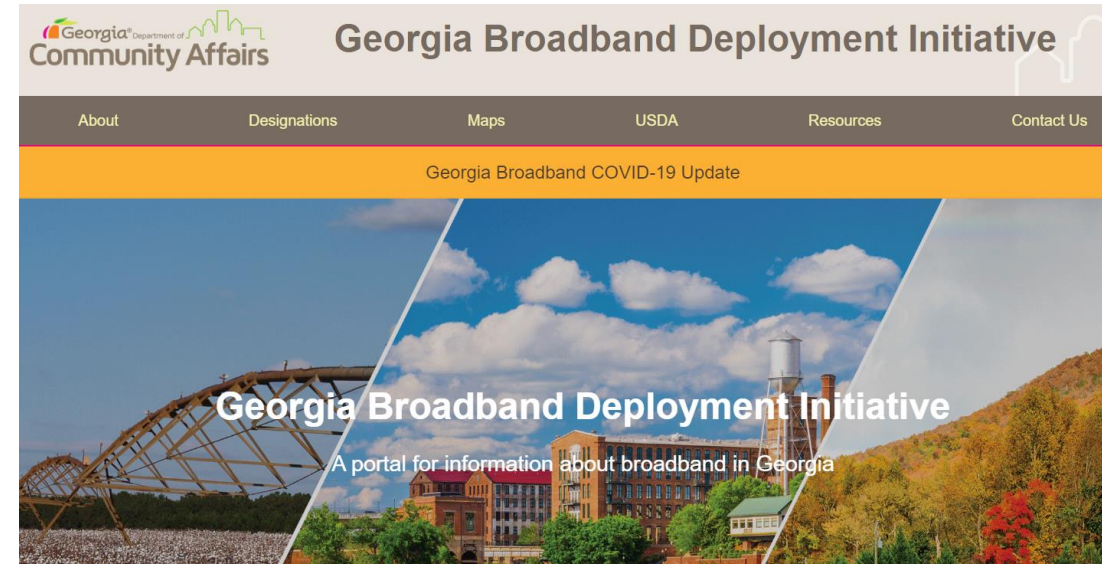 Georgia® Department of
Community Affairs
Georgia Broadband Deployment Initiative
About Designations Maps USDA Resources Contact Us
Georgia Broadband COVID-19 Update
Georgia Broadband Deployment Initiative
A portal for information about broadband in Georgia